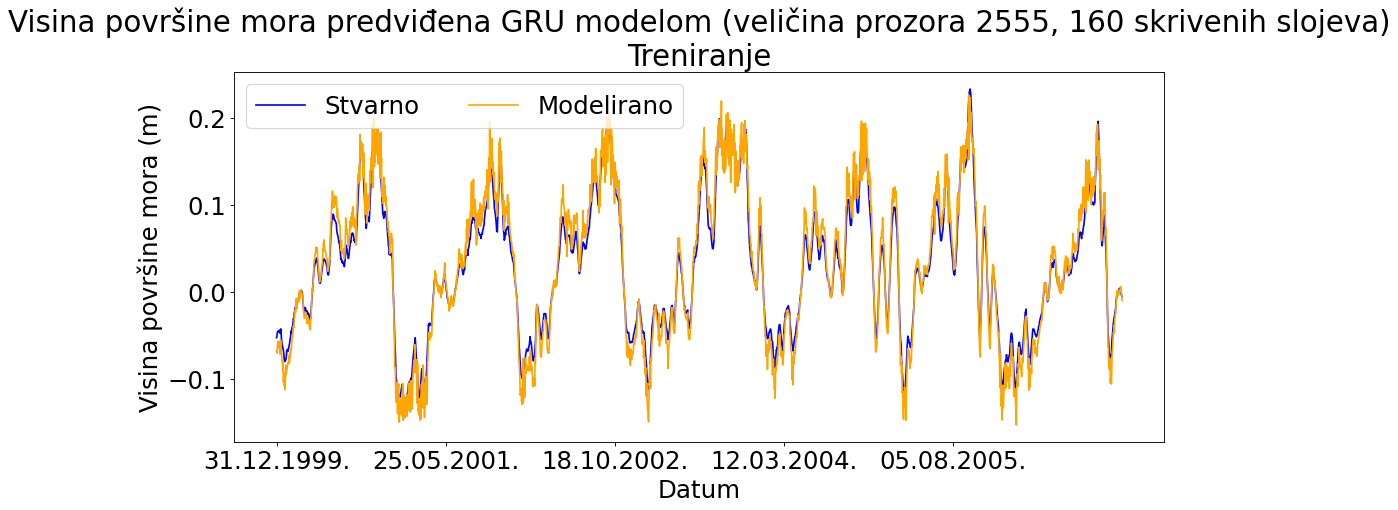 Visina površine mora predviđena GRU modelom (veličina prozora 2555, 160 skrivenih slojeva)
Treniranje
Stvarno
Modelirano
Visina površine mora (m)
0.2
0.1
0.0
−0.1
31.12.1999.
25.05.2001.
18.10.2002.
12.03.2004.
05.08.2005.
Datum